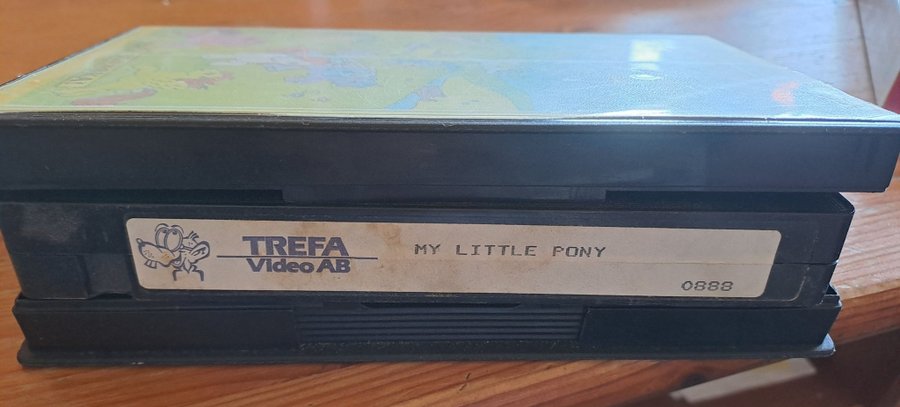 TREFA
Video AB
MY LITTLE PONY
0888